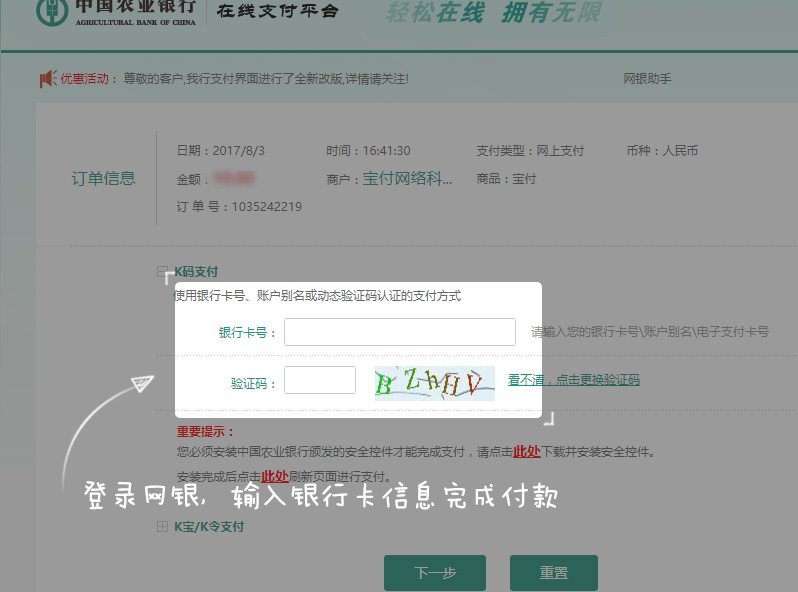 中国农业银行
AGRICULTURAL BANK OF CHINA
在线支付平台
轻松在线 拥有无限
优惠活动： 尊敬的客户,我行支付界面进行了全新改版,详情请关注!
网银助手
订单信息
日期：2017/8/3 时间：16:41:30 支付类型：网上支付 币种：人民币
金额： 商户：宝付网络科... 商品：宝付
订 单 号：1035242219
K码支付
使用银行卡号、账户别名或动态验证码认证的支付方式
银行卡号： 请输入您的银行卡号\账户别名\电子支付卡号
验证码： 看不清，点击更换验证码
重要提示：
您必须安装中国农业银行颁发的安全控件才能完成支付，请点击此处下载并安装安全控件。
安装完成后点击此处刷新页面进行支付。
登录网银，输入银行卡信息完成付款
K宝/K令支付
下一步 重置